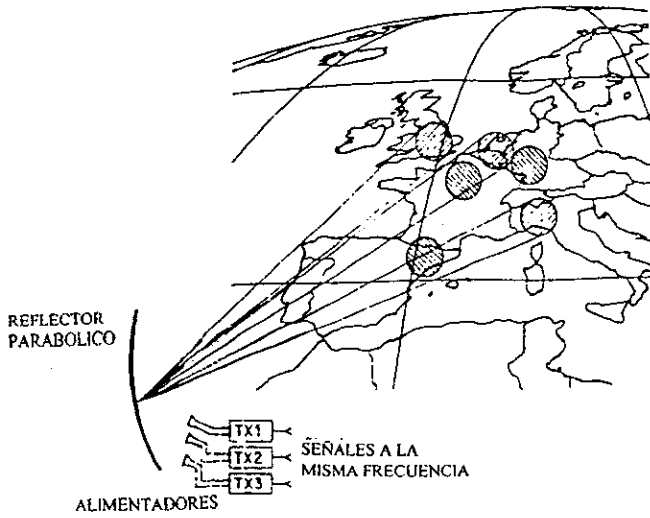 REFLECTOR
PARABOLICO
TX1
TX2
TX3
SEÑALES A LA
MISMA FRECUENCIA
ALIMENTADORES